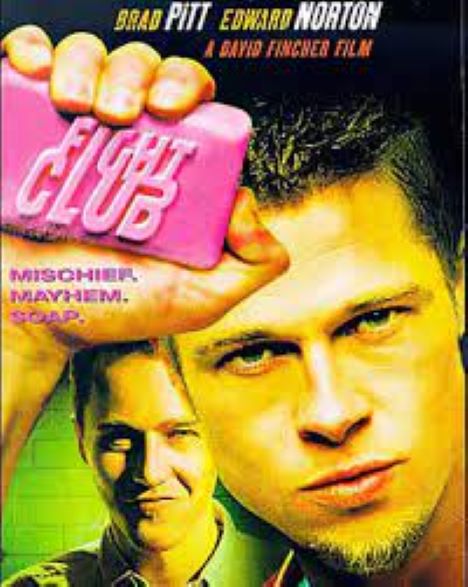 BRAD PITT EDWARD NORTON
A DAVID FINCHER FILM
FIGHT
CLUB
MISCHIEF.
MAYHEM.
SOAP.